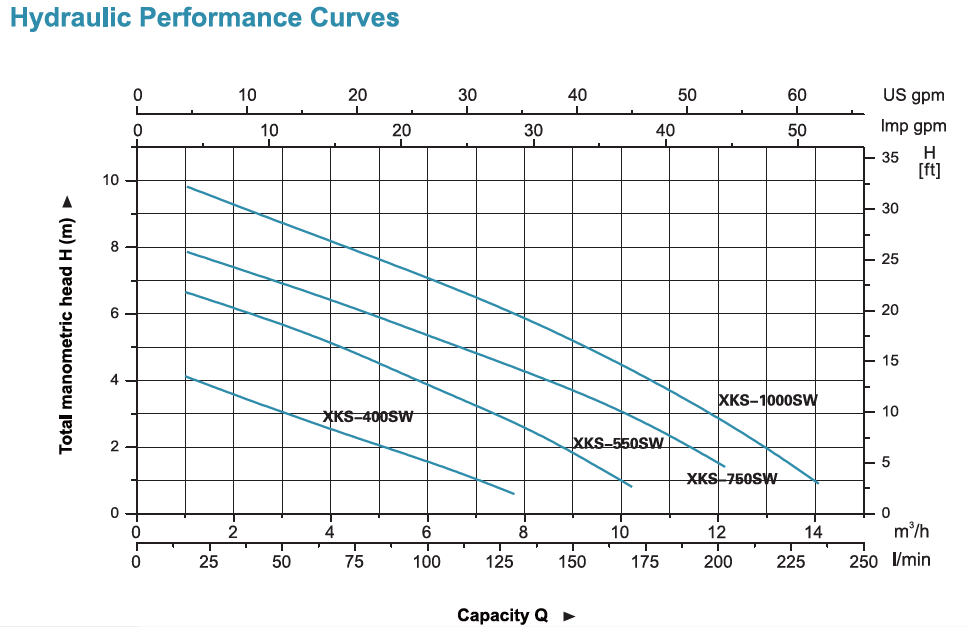 Hydraulic Performance Curves
0 10 20 30 40 50 60 US gpm
0 10 20 30 40 50 Imp gpm
H
[ft]
35
10
30
8
25
6
20
15
4
XKS–1000SW
XKS–400SW
10
XKS–550SW
2
5
XKS–750SW
0
0
Total manometric head H (m) ►
0 2 4 6 8 10 12 14 m³/h
0 25 50 75 100 125 150 175 200 225 250 l/min
Capacity Q ►